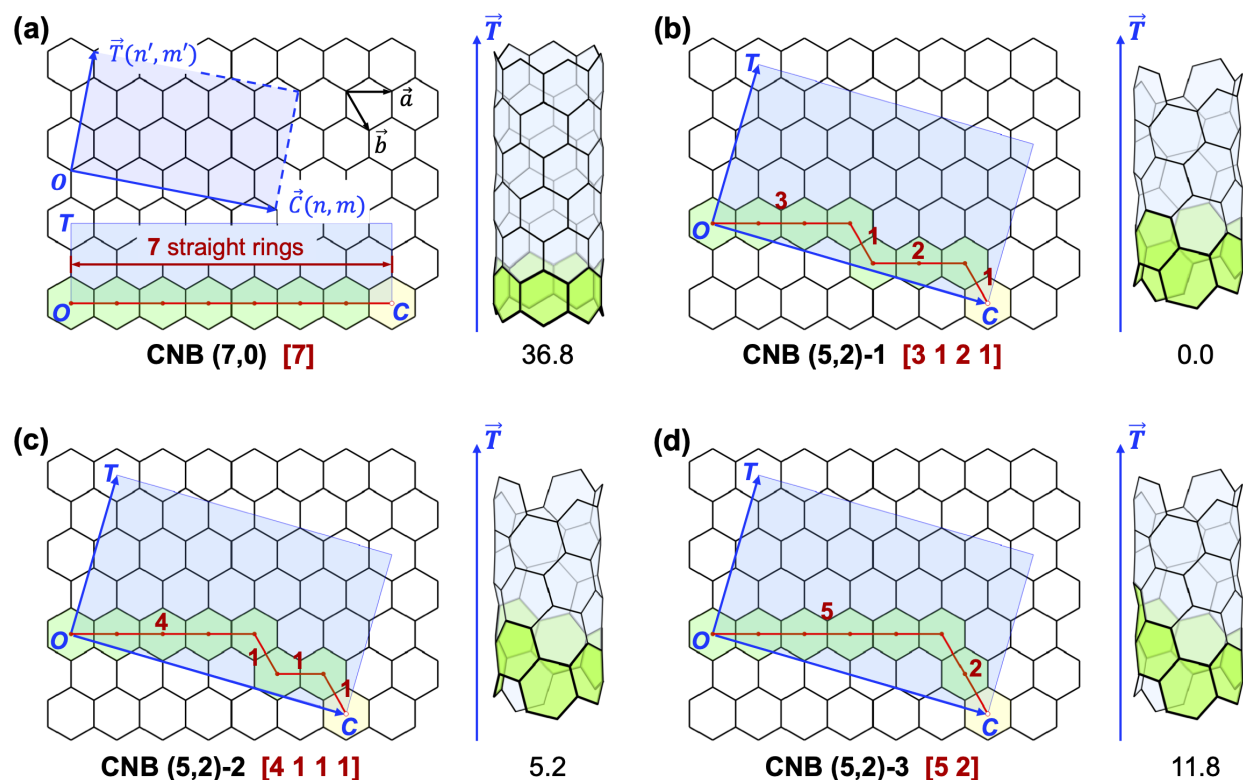 (a)
T⃗(n′, m′)
a⃗
b⃗
O
C⃗(n, m)
T
7 straight rings
O
C
T⃗
CNB (7,0) [7]
36.8
(b)
T
3
O
1
2
1
C
T⃗
CNB (5,2)-1 [3 1 2 1]
0.0
(c)
T
4
O
1
1
1
C
T⃗
CNB (5,2)-2 [4 1 1 1]
5.2
(d)
T
5
O
2
C
T⃗
CNB (5,2)-3 [5 2]
11.8